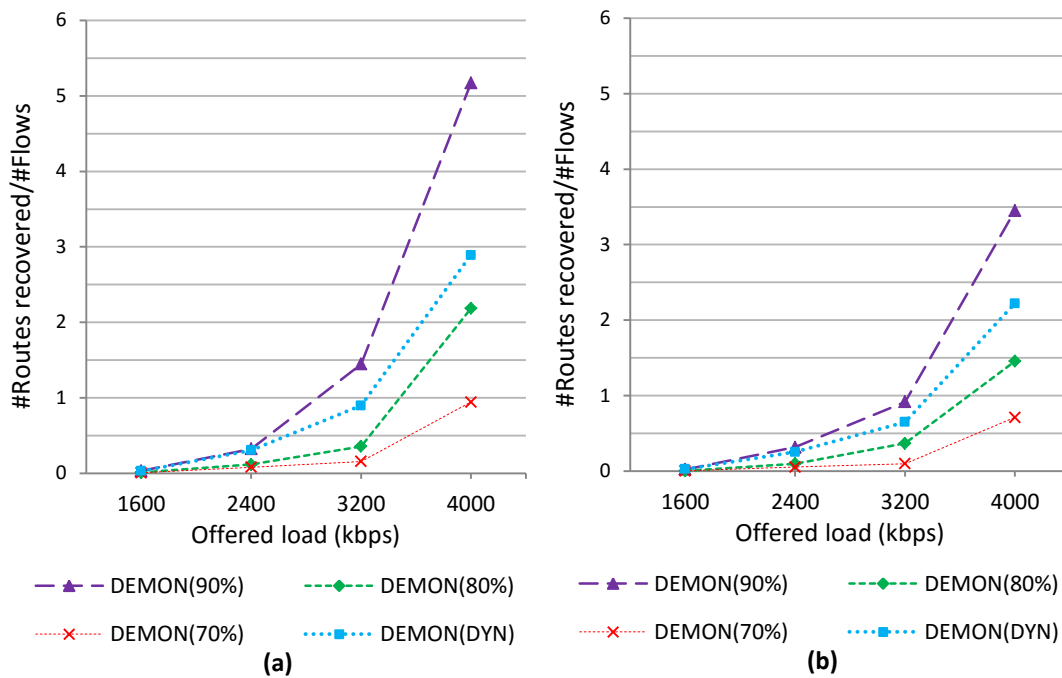 #Routes recovered/#Flows
6
5
4
3
2
1
0
1600 2400 3200 4000
Offered load (kbps)
DEMON(90%) DEMON(80%)
DEMON(70%) DEMON(DYN)
(a)
#Routes recovered/#Flows
6
5
4
3
2
1
0
1600 2400 3200 4000
Offered load (kbps)
DEMON(90%) DEMON(80%)
DEMON(70%) DEMON(DYN)
(b)